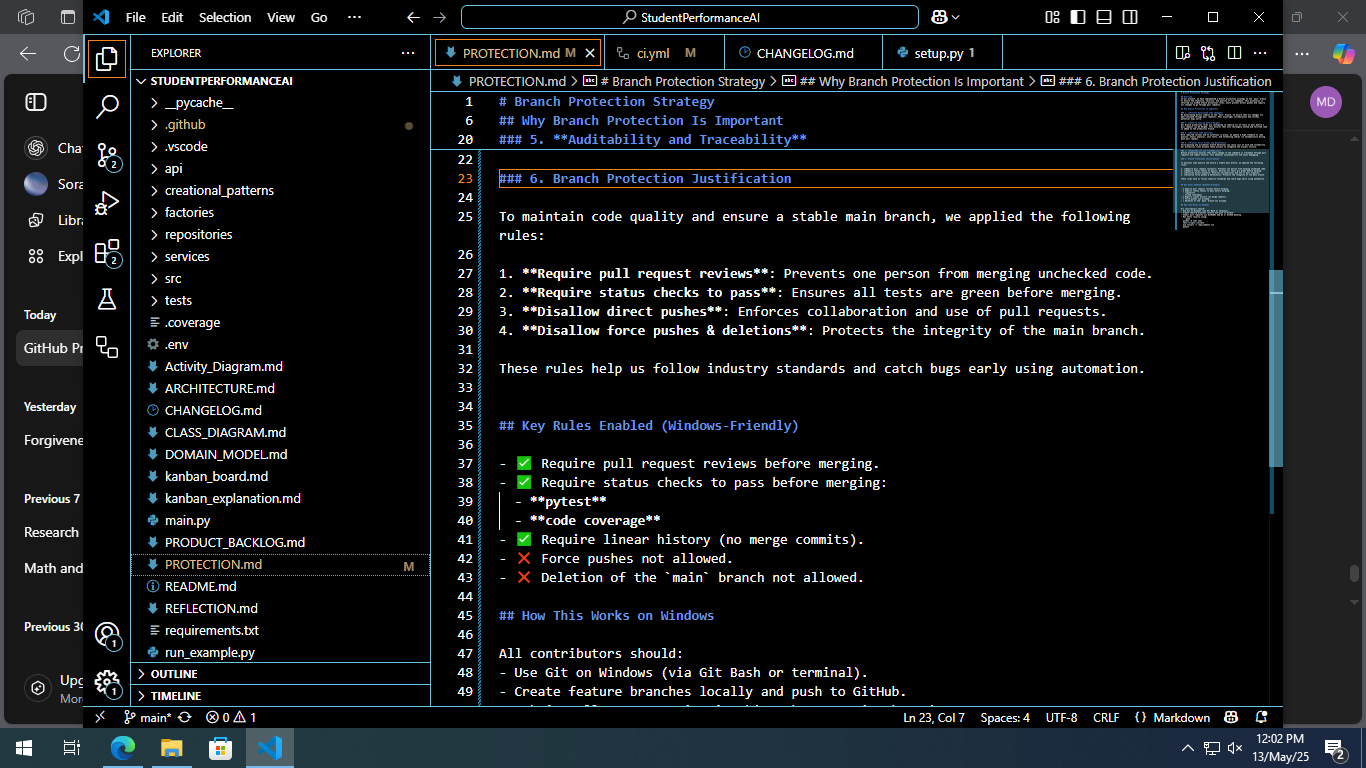 File Edit Selection View Go ··· StudentPerformanceAI
EXPLORER ···
PROTECTION.md M
ci.yml M
CHANGELOG.md
setup.py 1
PROTECTION.md > # Branch Protection Strategy > ## Why Branch Protection Is Important > ### 6. Branch Protection Justification
STUDENTPERFORMANCEAI
__pycache__
.github
.vscode
api
creational_patterns
factories
repositories
services
src
tests
.coverage
.env
Activity_Diagram.md
ARCHITECTURE.md
CHANGELOG.md
CLASS_DIAGRAM.md
DOMAIN_MODEL.md
kanban_board.md
kanban_explanation.md
main.py
PRODUCT_BACKLOG.md
PROTECTION.md M
README.md
REFLECTION.md
requirements.txt
run_example.py
OUTLINE
TIMELINE
1 # Branch Protection Strategy
6 ## Why Branch Protection Is Important
20 ### 5. **Auditability and Traceability**
22
23 ### 6. Branch Protection Justification
24
25 To maintain code quality and ensure a stable main branch, we applied the following
rules:
26
27 1. **Require pull request reviews**: Prevents one person from merging unchecked code.
28 2. **Require status checks to pass**: Ensures all tests are green before merging.
29 3. **Disallow direct pushes**: Enforces collaboration and use of pull requests.
30 4. **Disallow force pushes & deletions**: Protects the integrity of the main branch.
31
32 These rules help us follow industry standards and catch bugs early using automation.
33
34
35 ## Key Rules Enabled (Windows-Friendly)
36
37 - ✅ Require pull request reviews before merging.
38 - ✅ Require status checks to pass before merging:
39 - **pytest**
40 - **code coverage**
41 - ✅ Require linear history (no merge commits).
42 - ❌ Force pushes not allowed.
43 - ❌ Deletion of the `main` branch not allowed.
44
45 ## How This Works on Windows
46
47 All contributors should:
48 - Use Git on Windows (via Git Bash or terminal).
49 - Create feature branches locally and push to GitHub.
2
2
1
1
main* 0 1
Ln 23, Col 7 Spaces: 4 UTF-8 CRLF {} Markdown
Cha
Sora
Libra
Expl
Today
GitHub Pr
Yesterday
Forgivene
Previous 7
Research
Math and
Previous 30
Upg
More
MD
12:02 PM
13/May/25
2